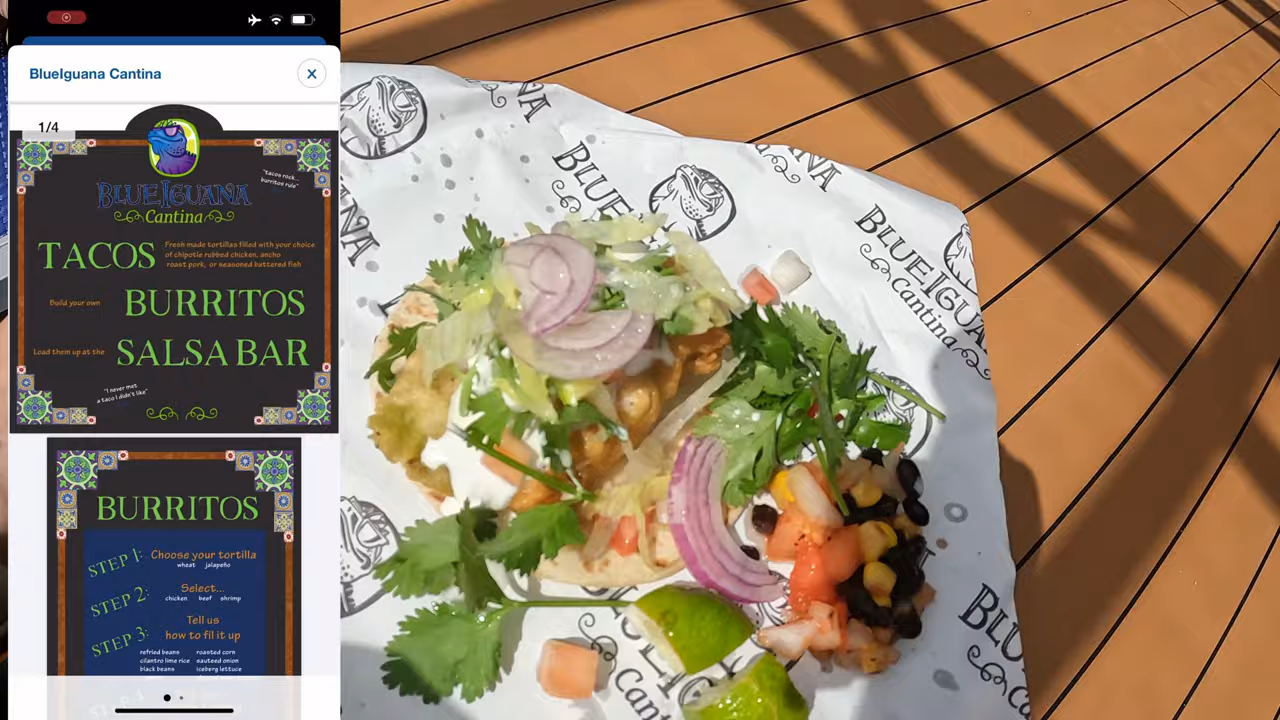 BlueIguana Cantina
1/4
"tacos rock...
burritos rule"
BLUEIGUANA
Cantina
TACOS
Fresh made tortillas filled with your choice
of chipotle rubbed chicken, ancho
roast pork, or seasoned battered fish
Build your own
BURRITOS
Load them up at the
SALSA BAR
"I never met
a taco I didn't like"
BURRITOS
STEP 1:
Choose your tortilla
wheat jalapeño
STEP 2:
Select...
chicken beef shrimp
STEP 3:
Tell us
how to fill it up
refried beans roasted corn
cilantro lime rice sauteed onion
black beans iceberg lettuce
BLUEIGUANA
Cantina